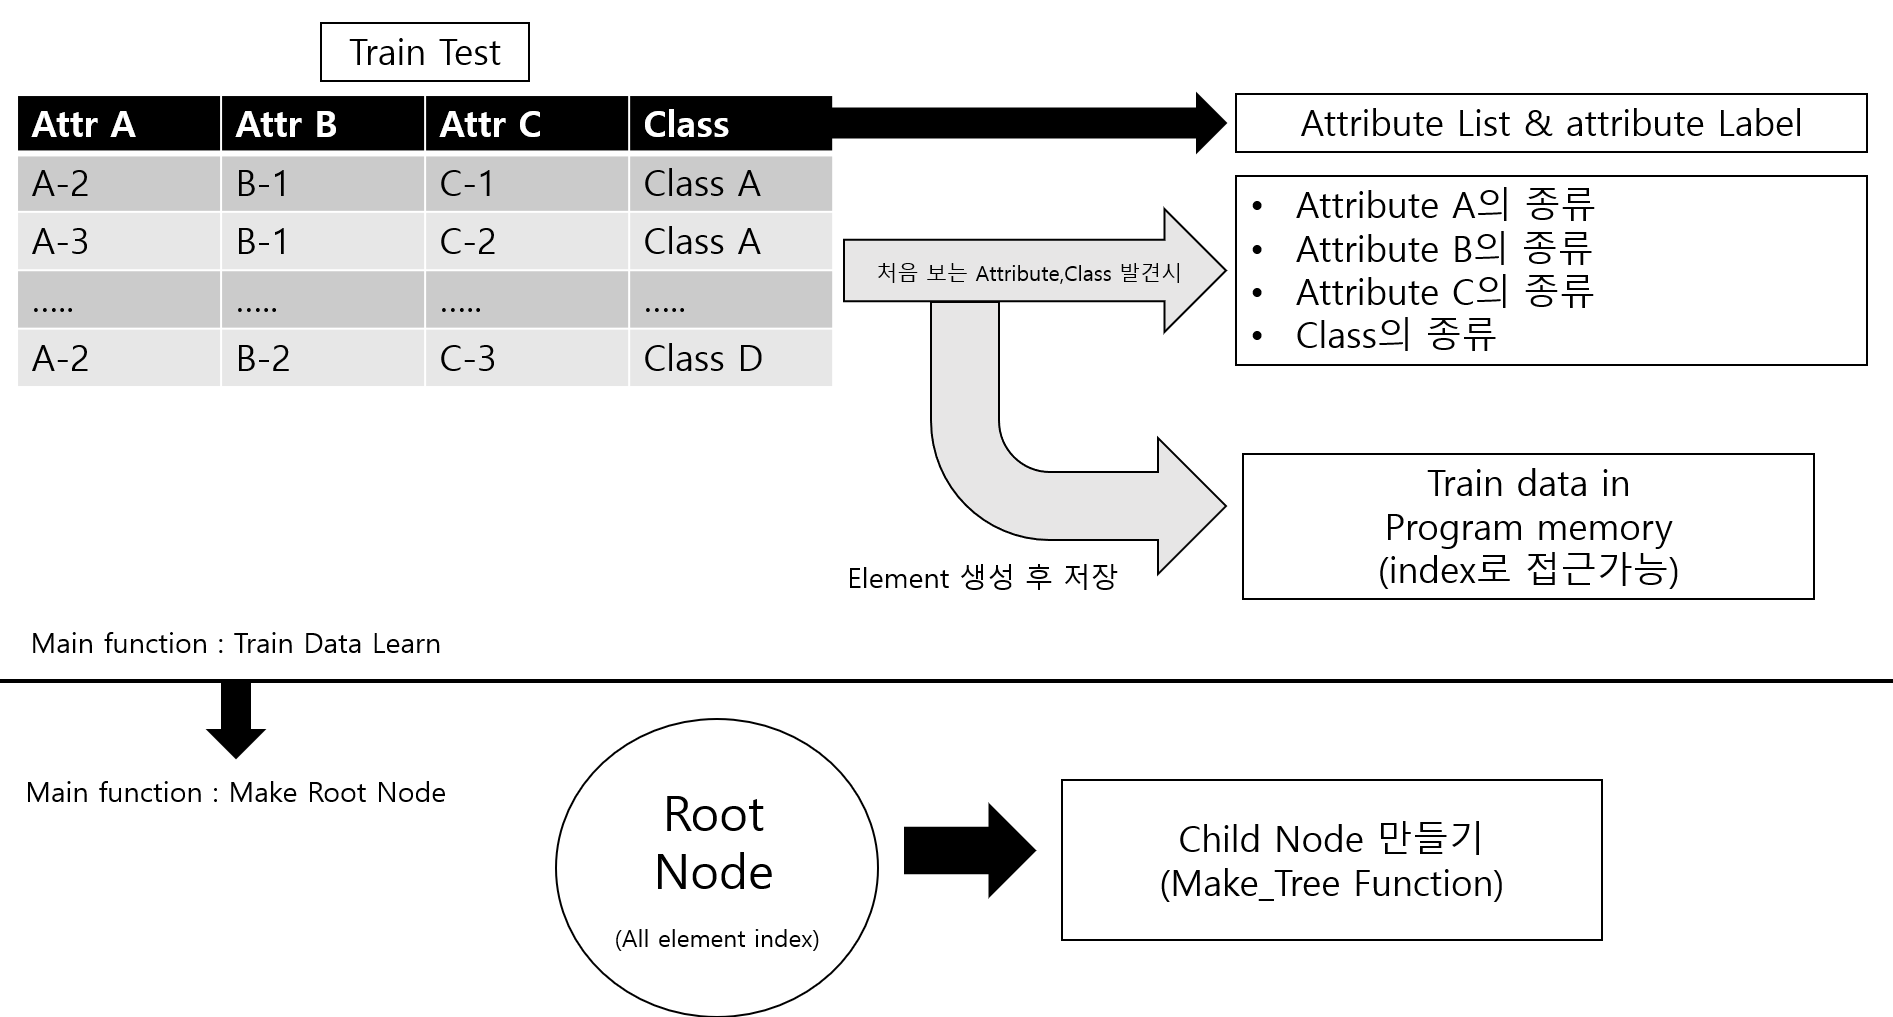 Train Test
Attr A Attr B Attr C Class
A-2 B-1 C-1 Class A
A-3 B-1 C-2 Class A
..... ..... ..... .....
A-2 B-2 C-3 Class D
Attribute List & attribute Label
처음 보는 Attribute,Class 발견시
• Attribute A의 종류
• Attribute B의 종류
• Attribute C의 종류
• Class의 종류
Element 생성 후 저장
Train data in
Program memory
(index로 접근가능)
Main function : Train Data Learn
Main function : Make Root Node
Root
Node
(All element index)
Child Node 만들기
(Make_Tree Function)